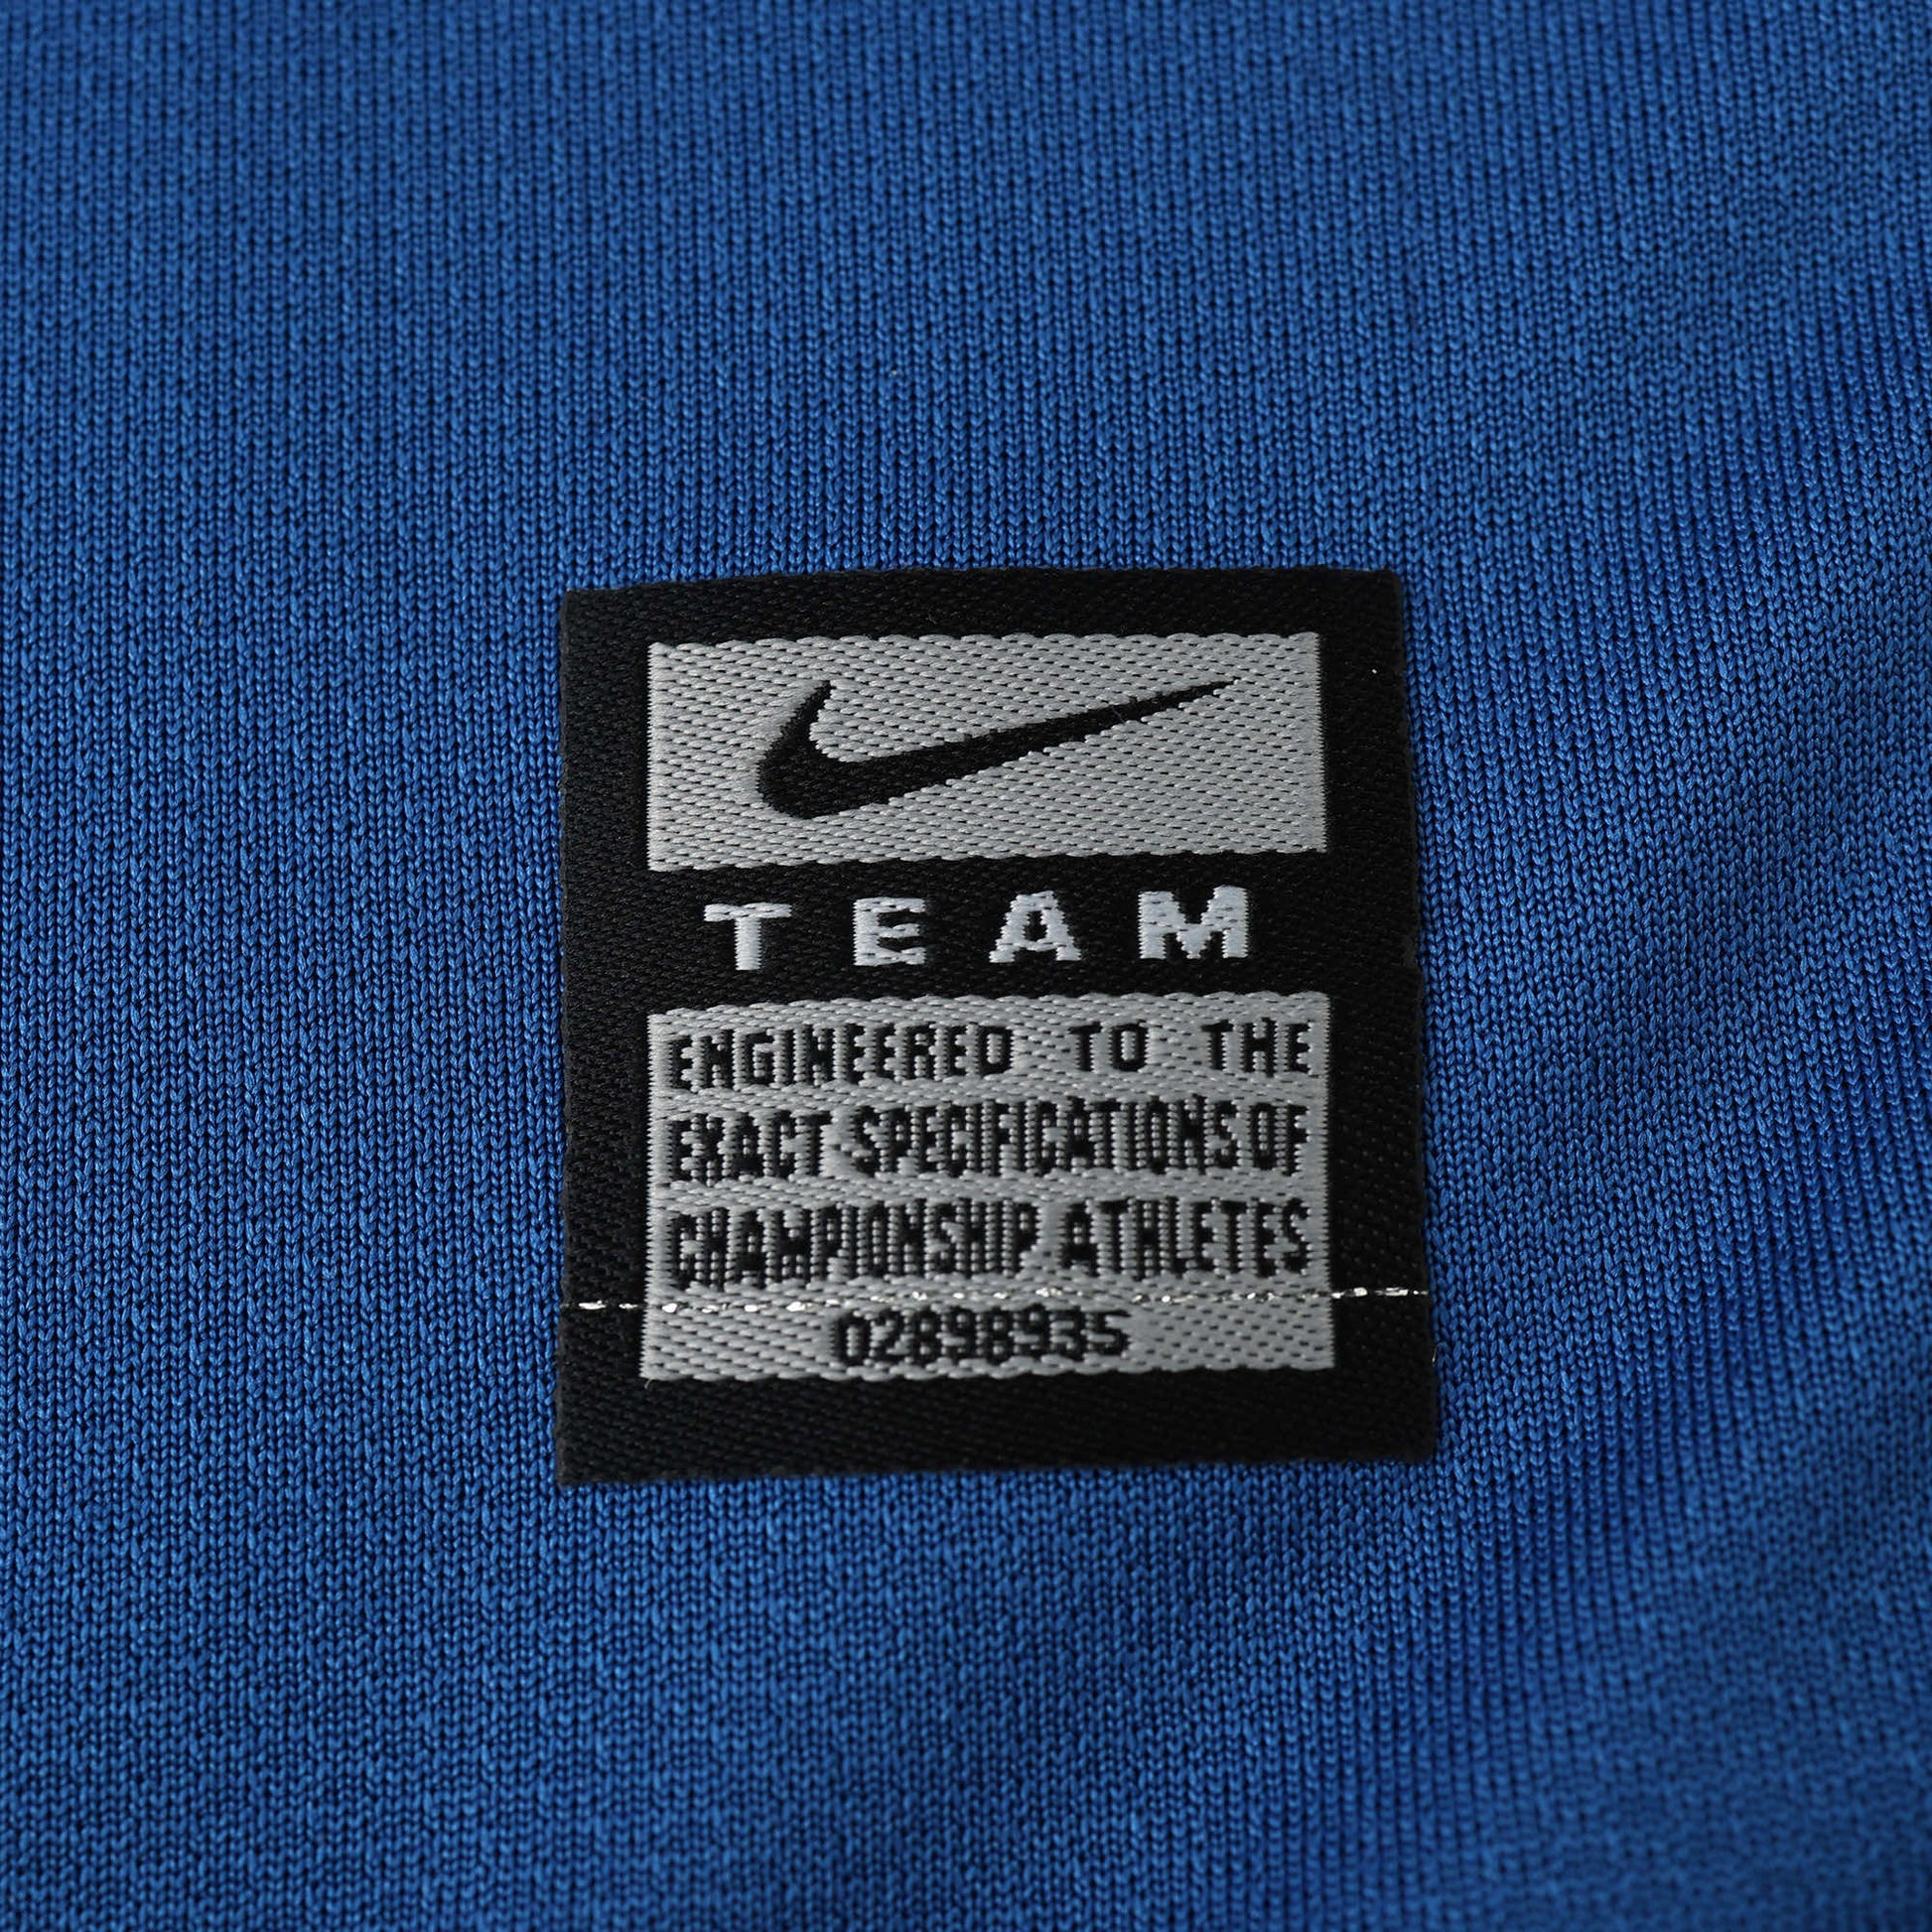 TEAM
ENGINEERED TO THE
EXACT SPECIFICATIONS OF
CHAMPIONSHIP ATHLETES
02898935